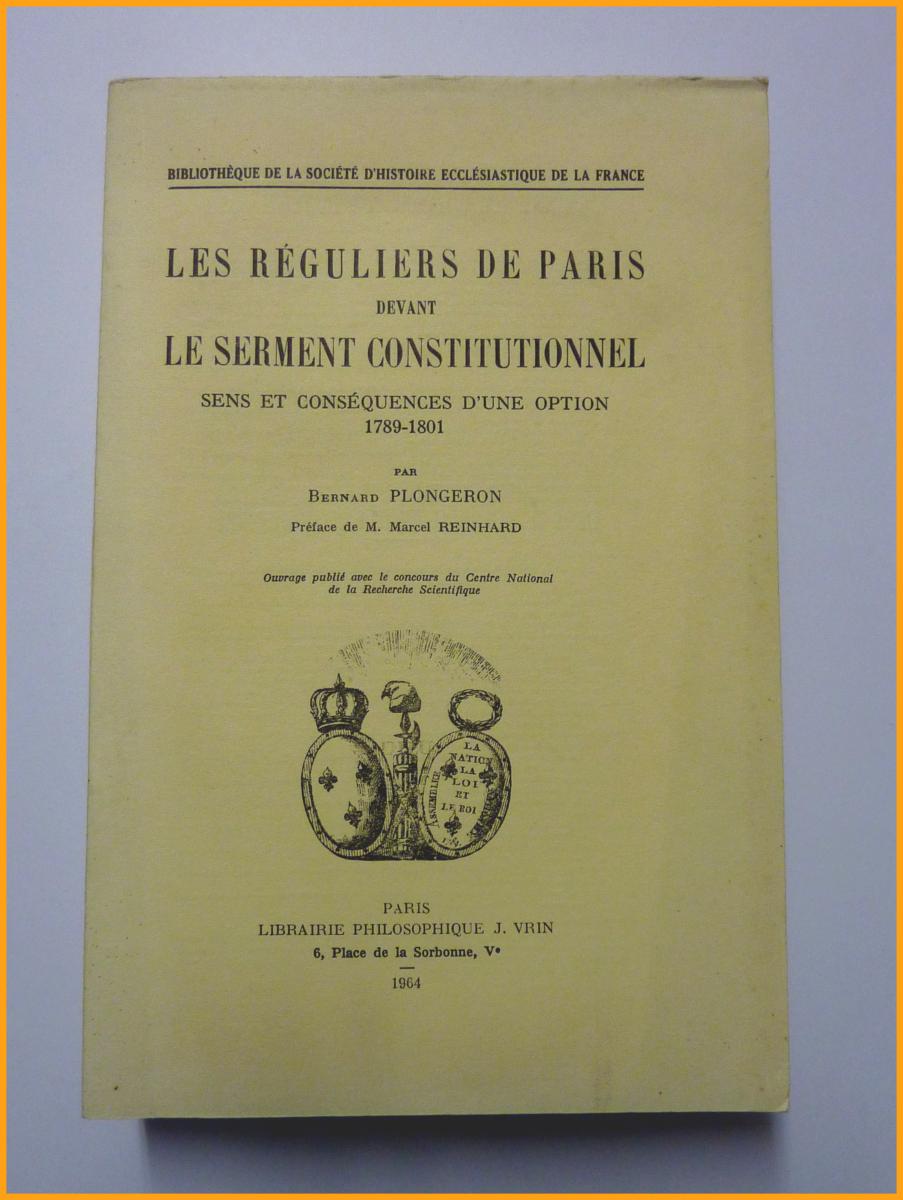 BIBLIOTHÈQUE DE LA SOCIÉTÉ D'HISTOIRE ECCLÉSIASTIQUE DE LA FRANCE
LES RÉGULIERS DE PARIS
DEVANT
LE SERMENT CONSTITUTIONNEL
SENS ET CONSÉQUENCES D'UNE OPTION
1789-1801
PAR
BERNARD PLONGERON
Préface de M. Marcel REINHARD
Ouvrage publié avec le concours du Centre National
de la Recherche Scientifique
LA
NATION
LA
LOI
ET
LE ROI
ASSEMBLÉE
PARIS
LIBRAIRIE PHILOSOPHIQUE J. VRIN
6, Place de la Sorbonne, Vᵉ
1964